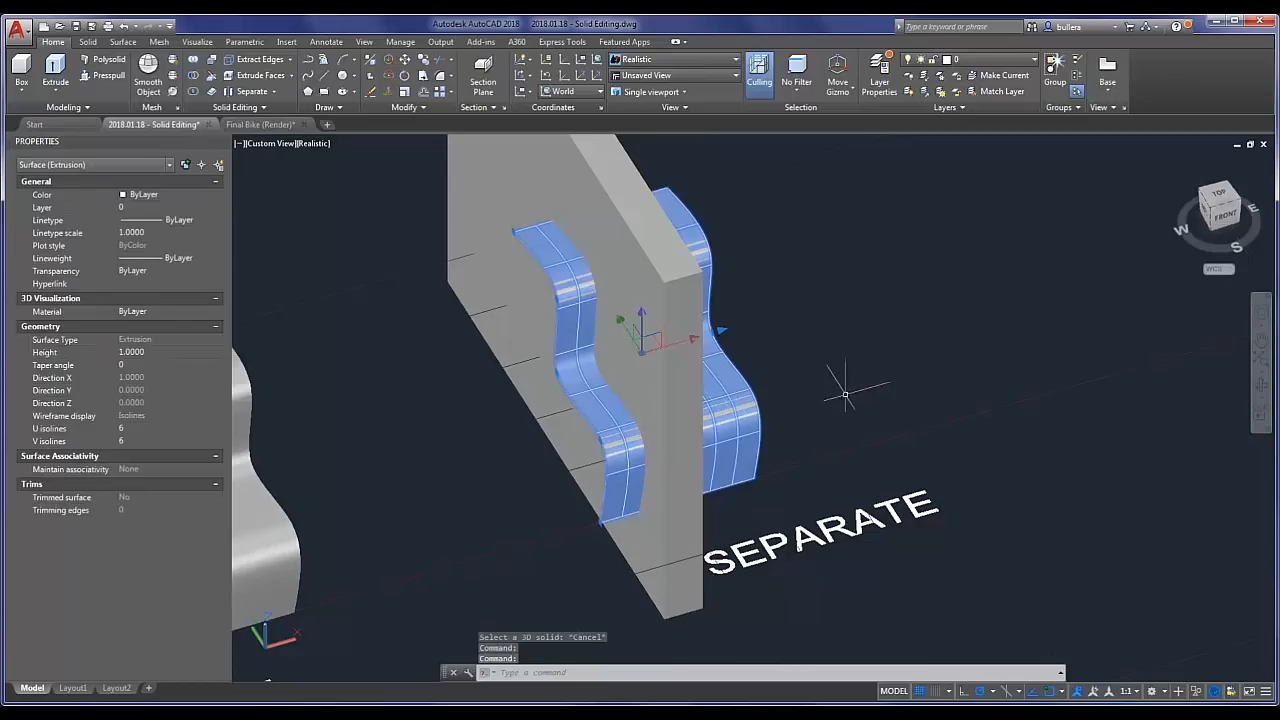 Autodesk AutoCAD 2018 2018.01.18 - Solid Editing.dwg
Type a keyword or phrase
bullera
Home Solid Surface Mesh Visualize Parametric Insert Annotate View Manage Output Add-ins A360 Express Tools Featured Apps
Box
Extrude
Polysolid
Presspull
Smooth
Object
Extract Edges
Extrude Faces
Separate
Section
Plane
World
Realistic
Unsaved View
Single viewport
Culling
No Filter
Move
Gizmo
Layer
Properties
0
Make Current
Match Layer
Group
Base
Modeling Mesh Solid Editing Draw Modify Section Coordinates View Selection Layers Groups View
Start 2018.01.18 - Solid Editing* Final Bike (Render)*
PROPERTIES
[−][Custom View][Realistic]
Surface (Extrusion)
General
Color ByLayer
Layer 0
Linetype ByLayer
Linetype scale 1.0000
Plot style ByColor
Lineweight ByLayer
Transparency ByLayer
Hyperlink
3D Visualization
Material ByLayer
Geometry
Surface Type Extrusion
Height 1.0000
Taper angle 0
Direction X 1.0000
Direction Y 0.0000
Direction Z 0.0000
Wireframe display Isolines
U isolines 6
V isolines 6
Surface Associativity
Maintain associativity None
Trims
Trimmed surface No
Trimming edges 0
TOP
FRONT
W
E
S
WCS
SEPARATE
Z
X
Select a 3D solid: *Cancel*
Command:
Command:
Type a command
Model Layout1 Layout2
MODEL
1:1